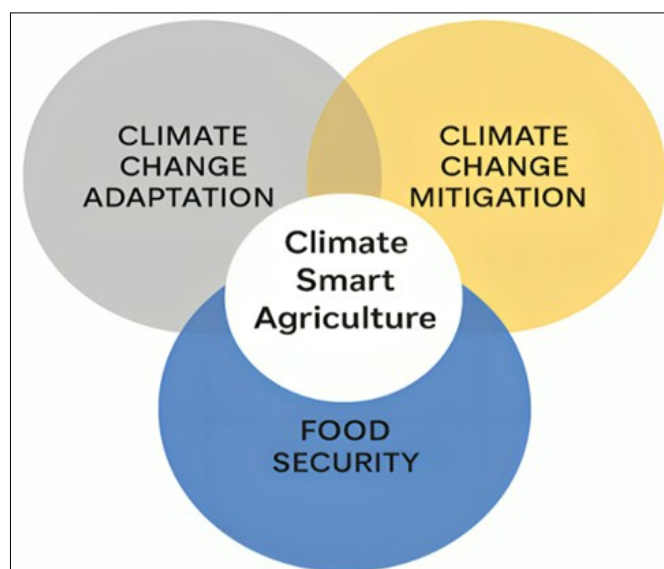 CLIMATE
CHANGE
ADAPTATION
CLIMATE
CHANGE
MITIGATION
Climate
Smart
Agriculture
FOOD
SECURITY